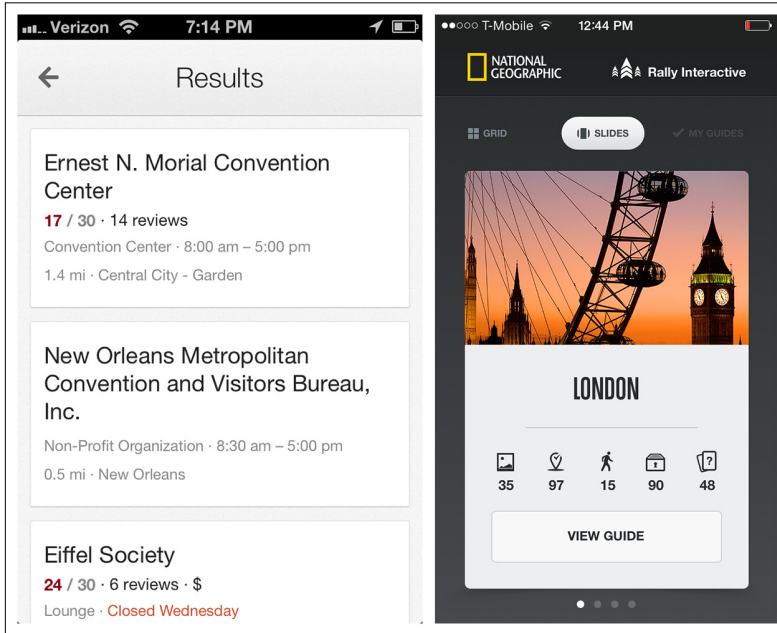 Verizon 7:14 PM
Results
Ernest N. Morial Convention
Center
17 / 30 · 14 reviews
Convention Center · 8:00 am – 5:00 pm
1.4 mi · Central City - Garden
New Orleans Metropolitan
Convention and Visitors Bureau,
Inc.
Non-Profit Organization · 8:30 am – 5:00 pm
0.5 mi · New Orleans
Eiffel Society
24 / 30 · 6 reviews · $
Lounge · Closed Wednesday
T-Mobile 12:44 PM
NATIONAL
GEOGRAPHIC
Rally Interactive
GRID SLIDES MY GUIDES
LONDON
35 97 15 90 48
VIEW GUIDE